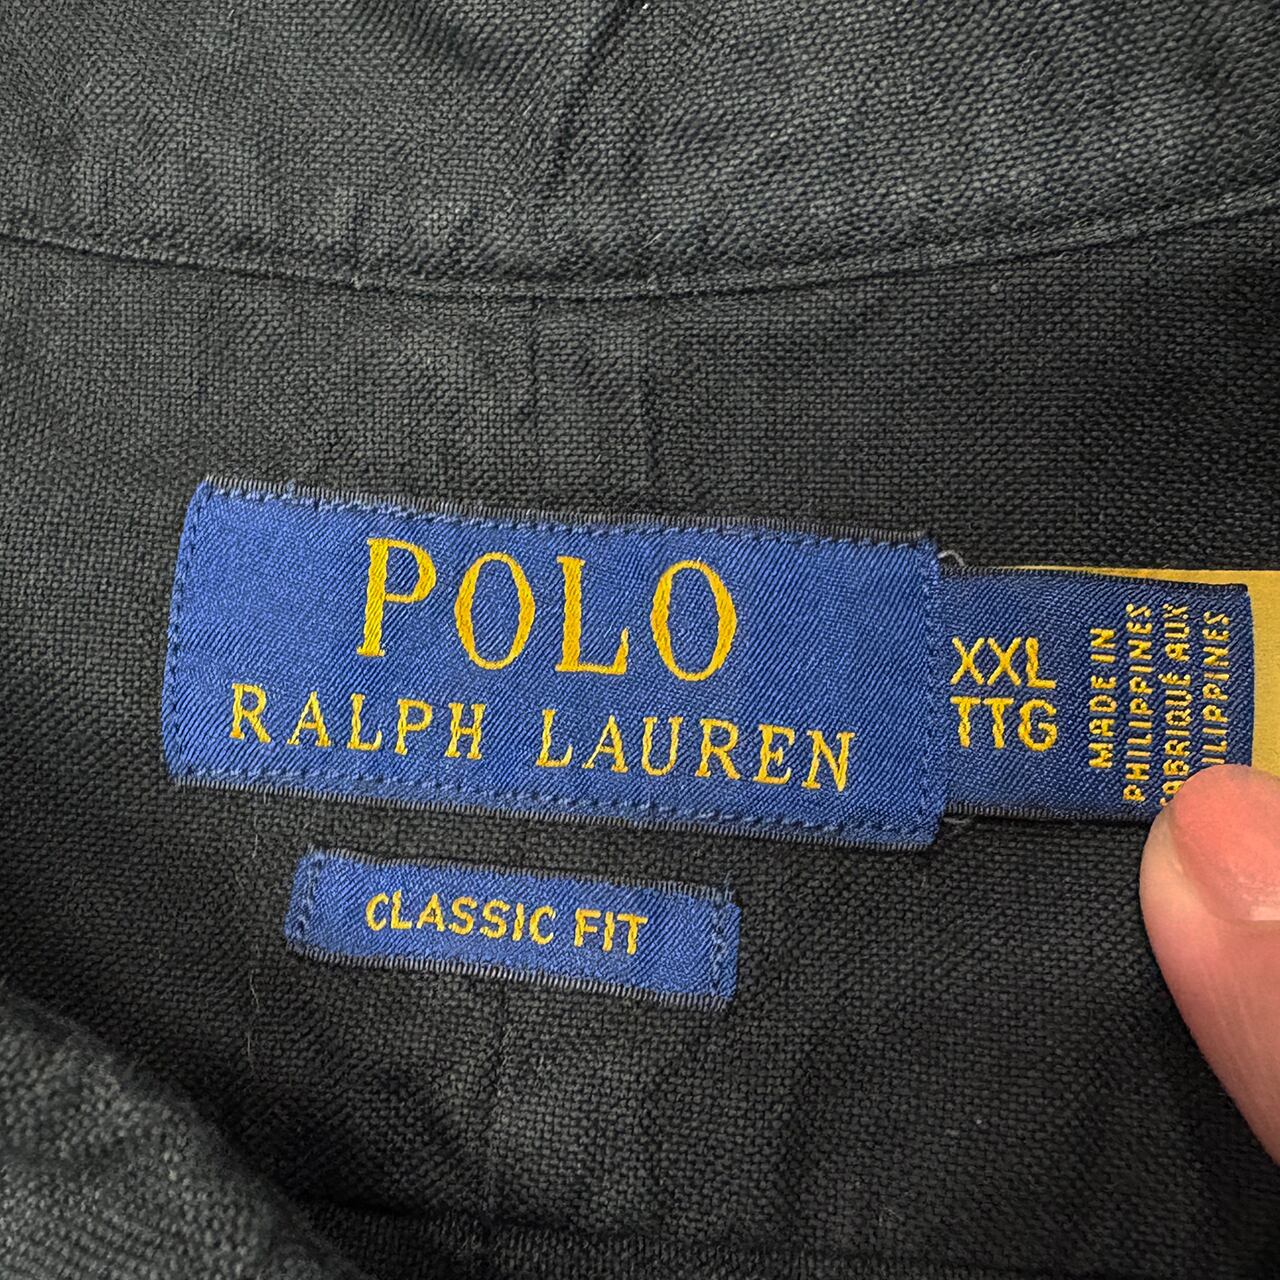 POLO
RALPH LAUREN
XXL
TTG
MADE IN
PHILIPPINES
FABRIQUÉ AUX
PHILIPPINES
CLASSIC FIT